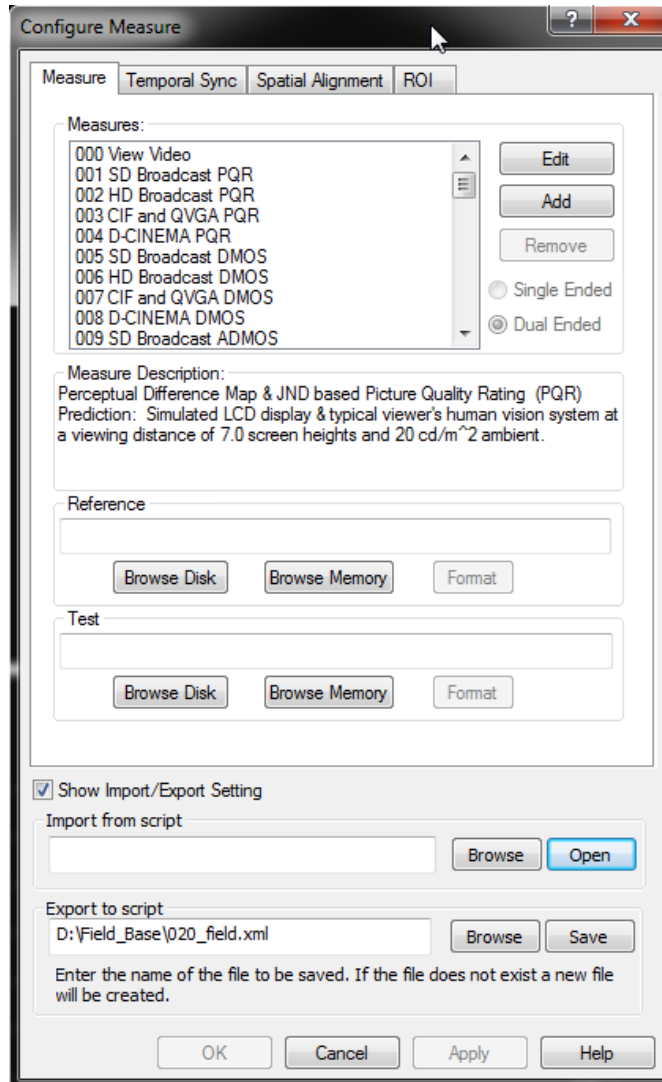 Configure Measure
?
Measure
Temporal Sync
Spatial Alignment
ROI
Measures:
000 View Video
001 SD Broadcast PQR
002 HD Broadcast PQR
003 CIF and QVGA PQR
004 D-CINEMA PQR
005 SD Broadcast DMOS
006 HD Broadcast DMOS
007 CIF and QVGA DMOS
008 D-CINEMA DMOS
009 SD Broadcast ADMOS
Edit
Add
Remove
Single Ended
Dual Ended
Measure Description:
Perceptual Difference Map & JND based Picture Quality Rating (PQR)
Prediction: Simulated LCD display & typical viewer's human vision system at
a viewing distance of 7.0 screen heights and 20 cd/m^2 ambient.
Reference
Browse Disk
Browse Memory
Format
Test
Browse Disk
Browse Memory
Format
Show Import/Export Setting
Import from script
Browse
Open
Export to script
D:\Field_Base\020_field.xml
Browse
Save
Enter the name of the file to be saved. If the file does not exist a new file
will be created.
OK
Cancel
Apply
Help